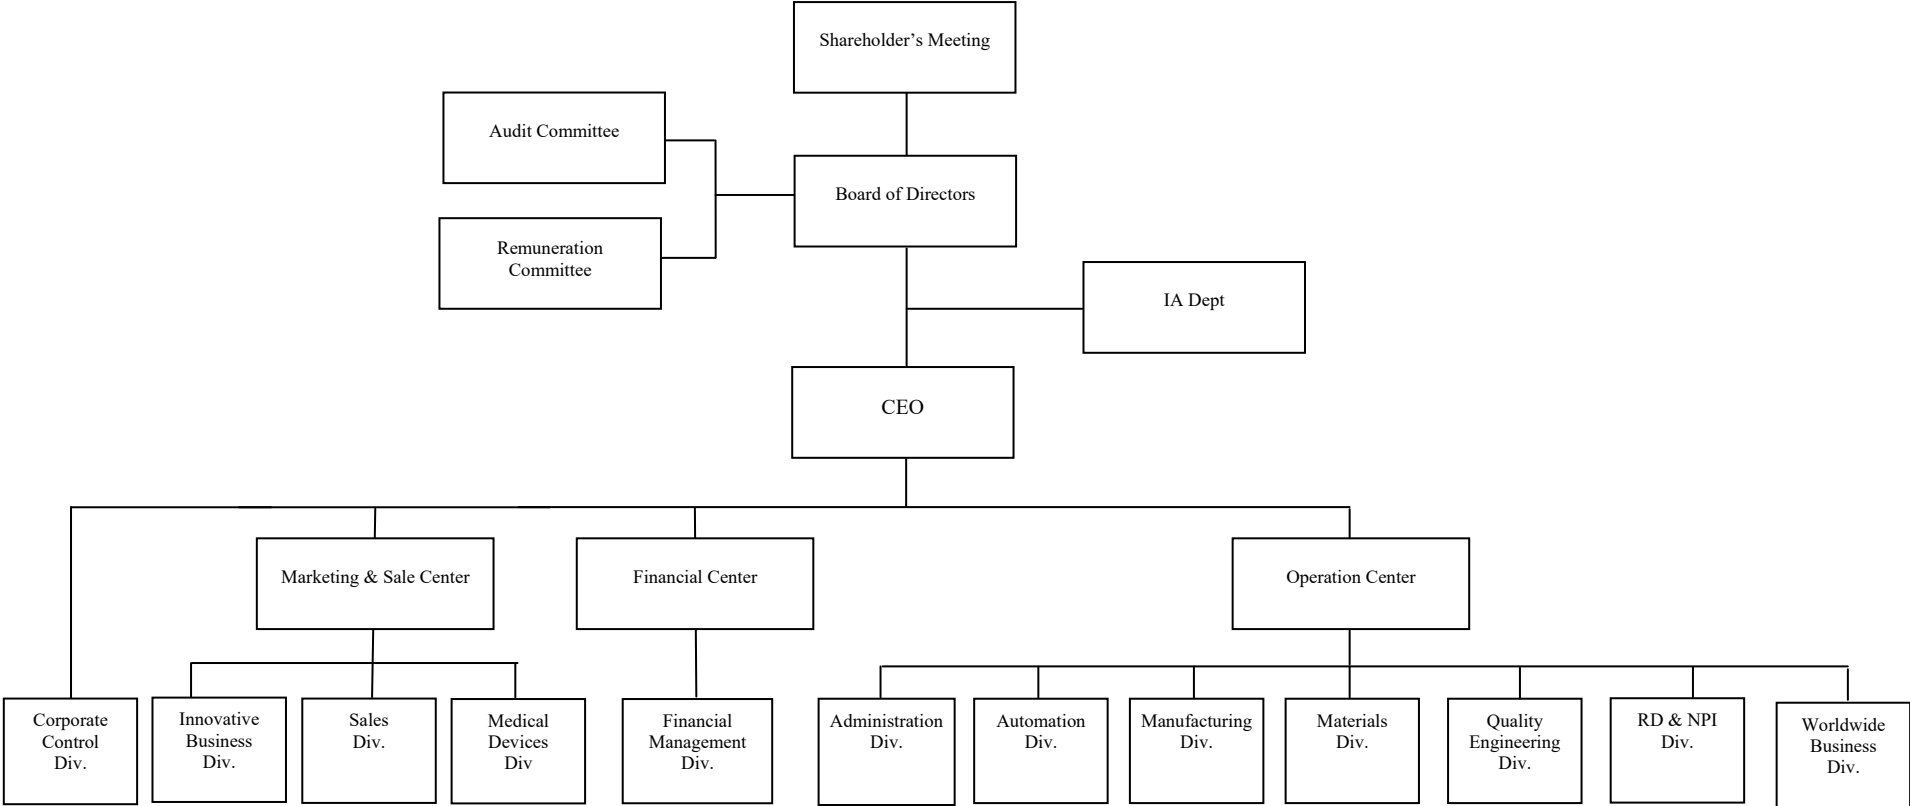 Shareholder’s Meeting
Audit Committee
Board of Directors
Remuneration
Committee
IA Dept
CEO
Marketing & Sale Center
Financial Center
Operation Center
Corporate
Control
Div.
Innovative
Business
Div.
Sales
Div.
Medical
Devices
Div
Financial
Management
Div.
Administration
Div.
Automation
Div.
Manufacturing
Div.
Materials
Div.
Quality
Engineering
Div.
RD & NPI
Div.
Worldwide
Business
Div.